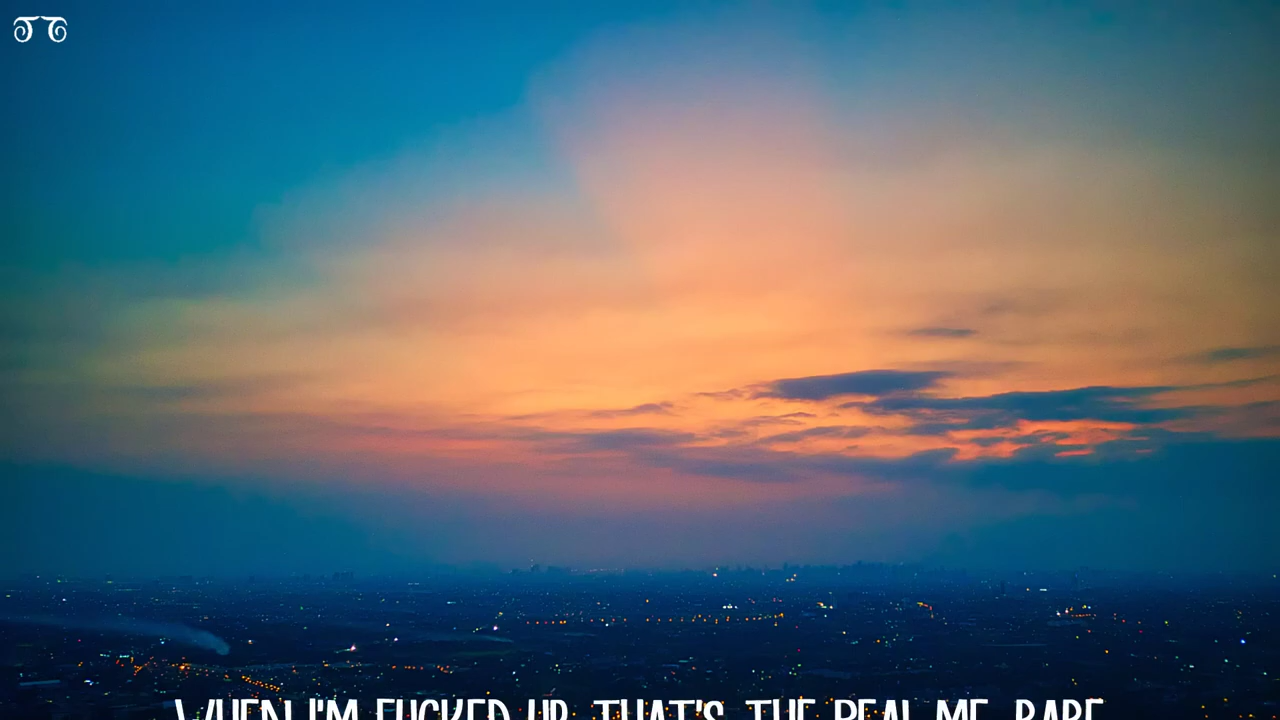 WHEN I'M FUCKED UP, THAT'S THE REAL ME, BABE